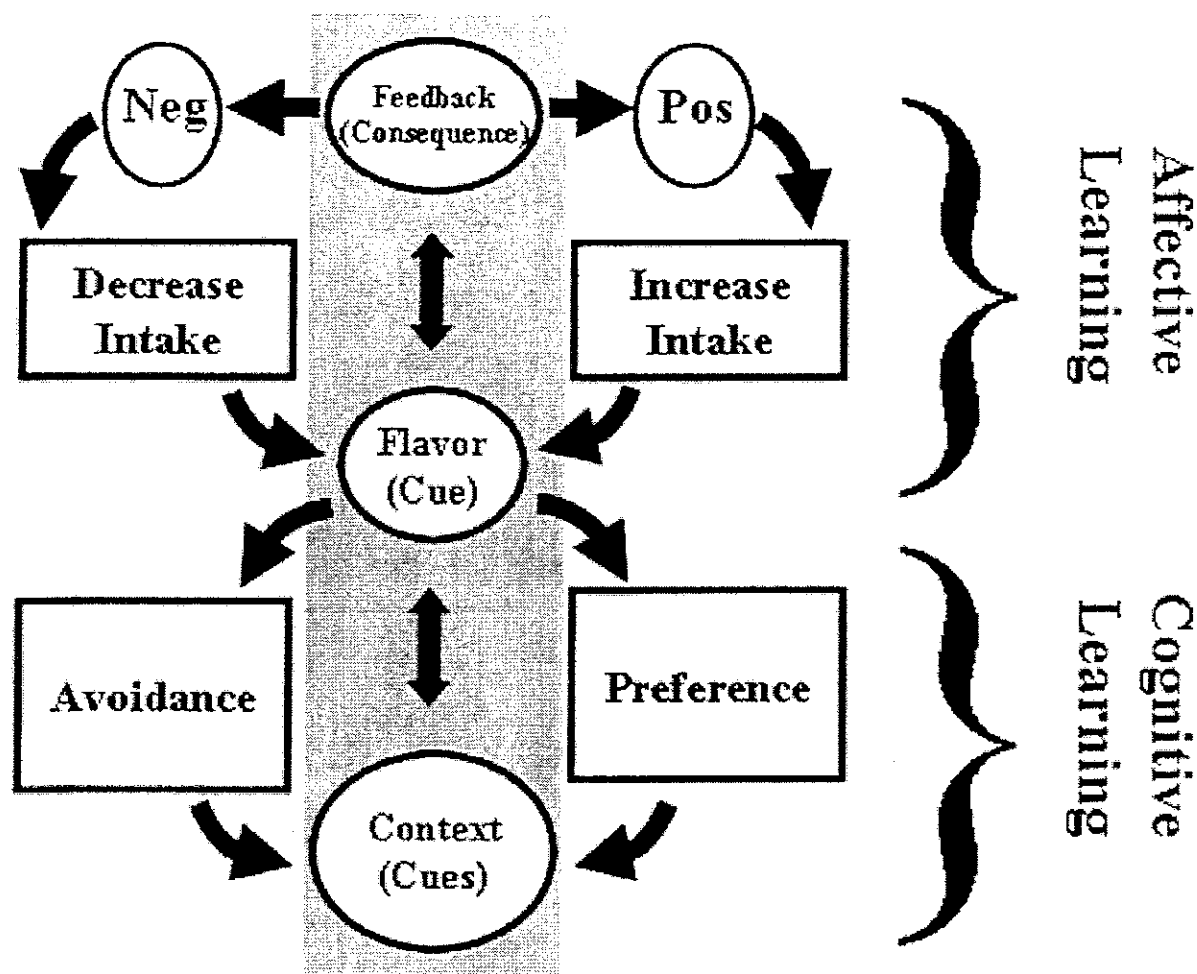 Neg
Feedback
(Consequence)
Pos
Decrease
Intake
Increase
Intake
Affective
Learning
Flavor
(Cue)
Avoidance
Preference
Context
(Cues)
Cognitive
Learning